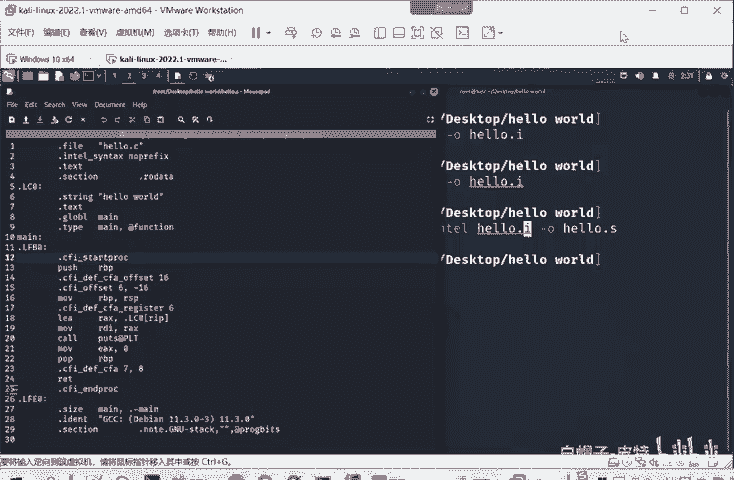 kali-linux-2022.1-vmware-amd64 - VMware Workstation
文件(F) 编辑(E) 查看(V) 虚拟机(M) 选项卡(T) 帮助(H)
Windows 10 x64 kali-linux-2022.1-vmware-...
1 2 3 4
File Edit Search View Document Help
1 .file "hello.c"
2 .intel_syntax noprefix
3 .text
4 .section .rodata
5 .LC0:
6 .string "hello world"
7 .text
8 .globl main
9 .type main, @function
10 main:
11 .LFB0:
12 .cfi_startproc
13 push rbp
14 .cfi_def_cfa_offset 16
15 .cfi_offset 6, -16
16 mov rbp, rsp
17 .cfi_def_cfa_register 6
18 lea rax, .LC0[rip]
19 mov rdi, rax
20 call puts@PLT
21 mov eax, 0
22 pop rbp
23 .cfi_def_cfa 7, 8
24 ret
25 .cfi_endproc
26 .LFE0:
27 .size main, .-main
28 .ident "GCC: (Debian 11.3.0-3) 11.3.0"
29 .section .note.GNU-stack,"",@progbits
30
/Desktop/hello world]
-o hello.i
/Desktop/hello world]
-o hello.i
/Desktop/hello world]
ntel hello.i -o hello.s
/Desktop/hello world]
白帽子-皮特
要将输入定向到该虚拟机，请将鼠标指针移入其中或按 Ctrl+G。